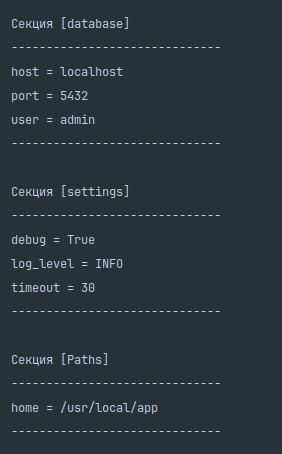 Секция [database]
------------------------------
host = localhost
port = 5432
user = admin
------------------------------
Секция [settings]
------------------------------
debug = True
log_level = INFO
timeout = 30
------------------------------
Секция [Paths]
------------------------------
home = /usr/local/app
------------------------------